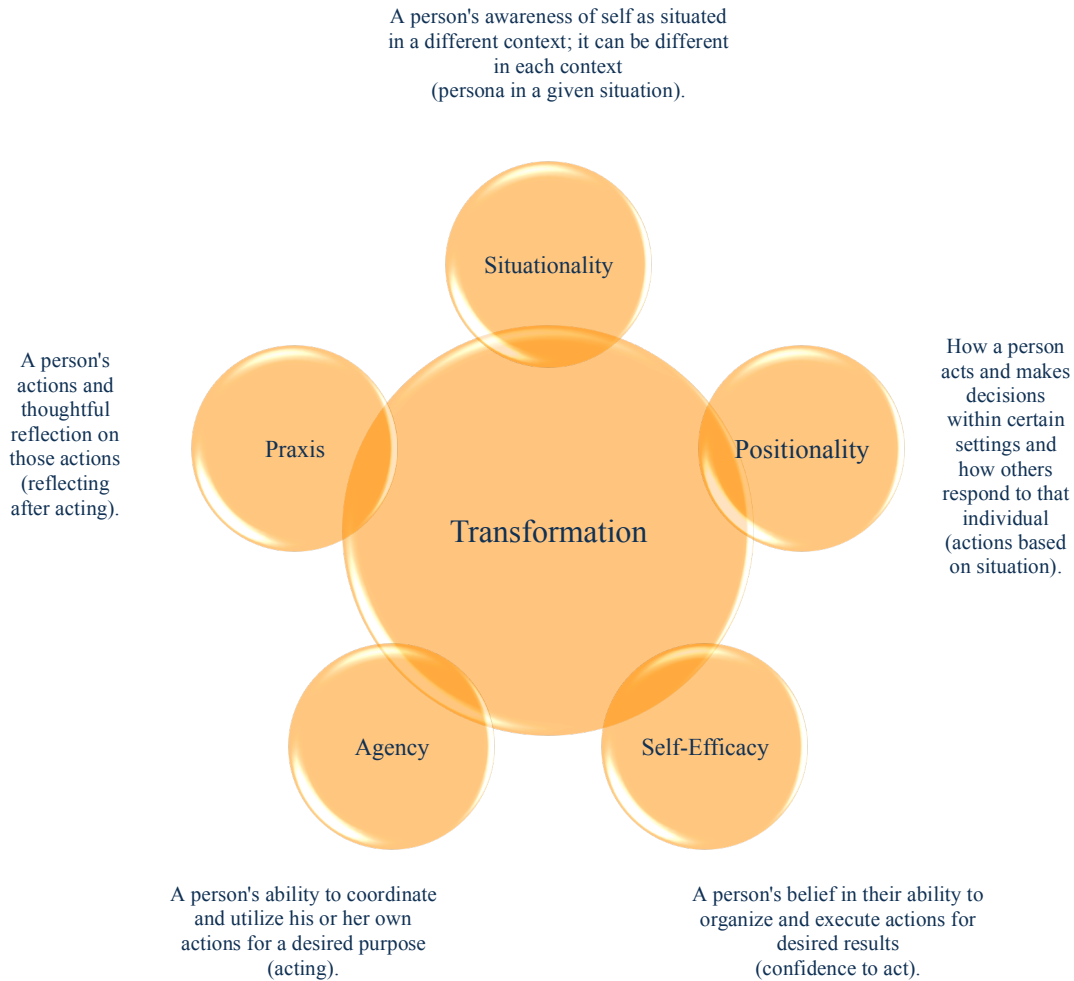 A person's awareness of self as situated
in a different context; it can be different
in each context
(persona in a given situation).
Situationality
How a person
acts and makes
decisions
within certain
settings and
how others
respond to that
individual
(actions based
on situation).
Positionality
Transformation
Praxis
A person's
actions and
thoughtful
reflection on
those actions
(reflecting
after acting).
Self-Efficacy
A person's belief in their ability to
organize and execute actions for
desired results
(confidence to act).
Agency
A person's ability to coordinate
and utilize his or her own
actions for a desired purpose
(acting).